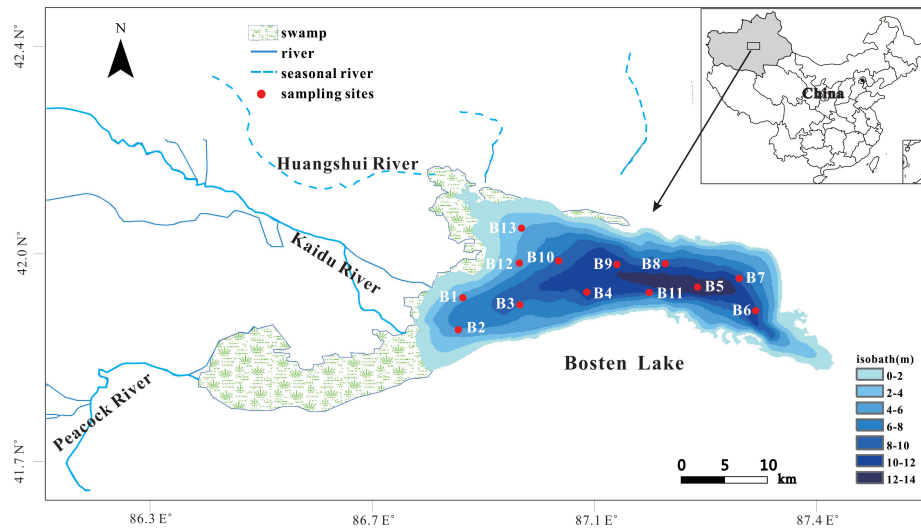 42.4 N°
42.0 N°
41.7 N°
N
swamp
river
seasonal river
sampling sites
China
Huangshui River
Kaidu River
Peacock River
B13
B12
B10
B9
B8
B7
B1
B3
B4
B11
B5
B6
B2
Bosten Lake
isobath(m)
0-2
2-4
4-6
6-8
8-10
10-12
12-14
0 5 10
km
86.3 E°
86.7 E°
87.1 E°
87.4 E°